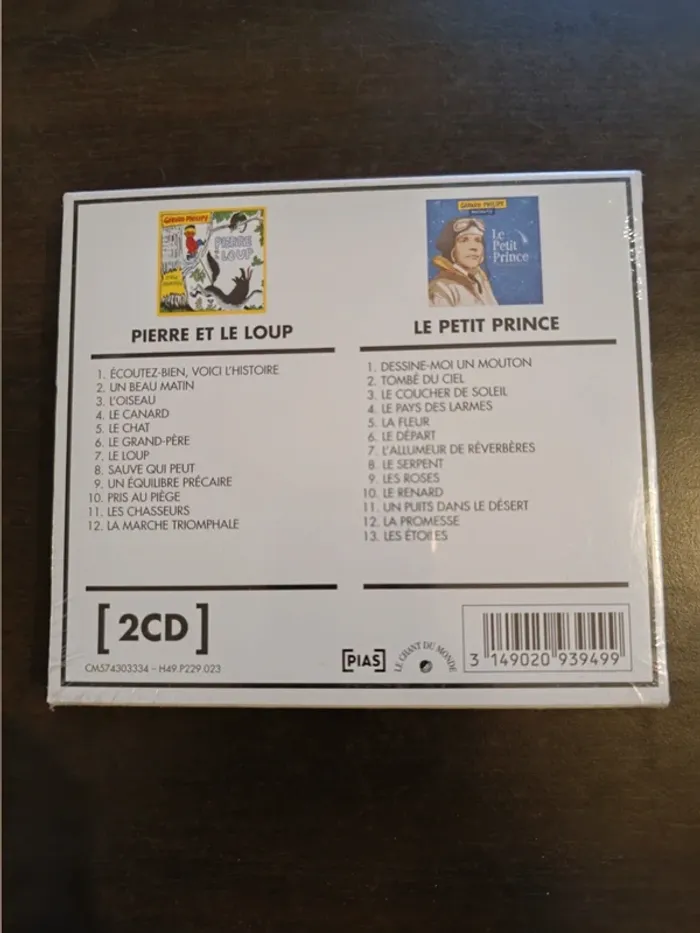 GÉRARD PHILIPE
PIERRE
ET LE
LOUP
PIERRE ET LE LOUP
1. ÉCOUTEZ-BIEN, VOICI L'HISTOIRE
2. UN BEAU MATIN
3. L'OISEAU
4. LE CANARD
5. LE CHAT
6. LE GRAND-PÈRE
7. LE LOUP
8. SAUVE QUI PEUT
9. UN ÉQUILIBRE PRÉCAIRE
10. PRIS AU PIÈGE
11. LES CHASSEURS
12. LA MARCHE TRIOMPHALE
GÉRARD PHILIPE
Le
Petit
Prince
LE PETIT PRINCE
1. DESSINE-MOI UN MOUTON
2. TOMBÉ DU CIEL
3. LE COUCHER DE SOLEIL
4. LE PAYS DES LARMES
5. LA FLEUR
6. LE DÉPART
7. L'ALLUMEUR DE RÉVERBÈRES
8. LE SERPENT
9. LES ROSES
10. LE RENARD
11. UN PUITS DANS LE DÉSERT
12. LA PROMESSE
13. LES ÉTOILES
[2CD]
CM574303334 – H49.P229.023
[PIAS]
LE CHANT DU MONDE
3 149020 939499